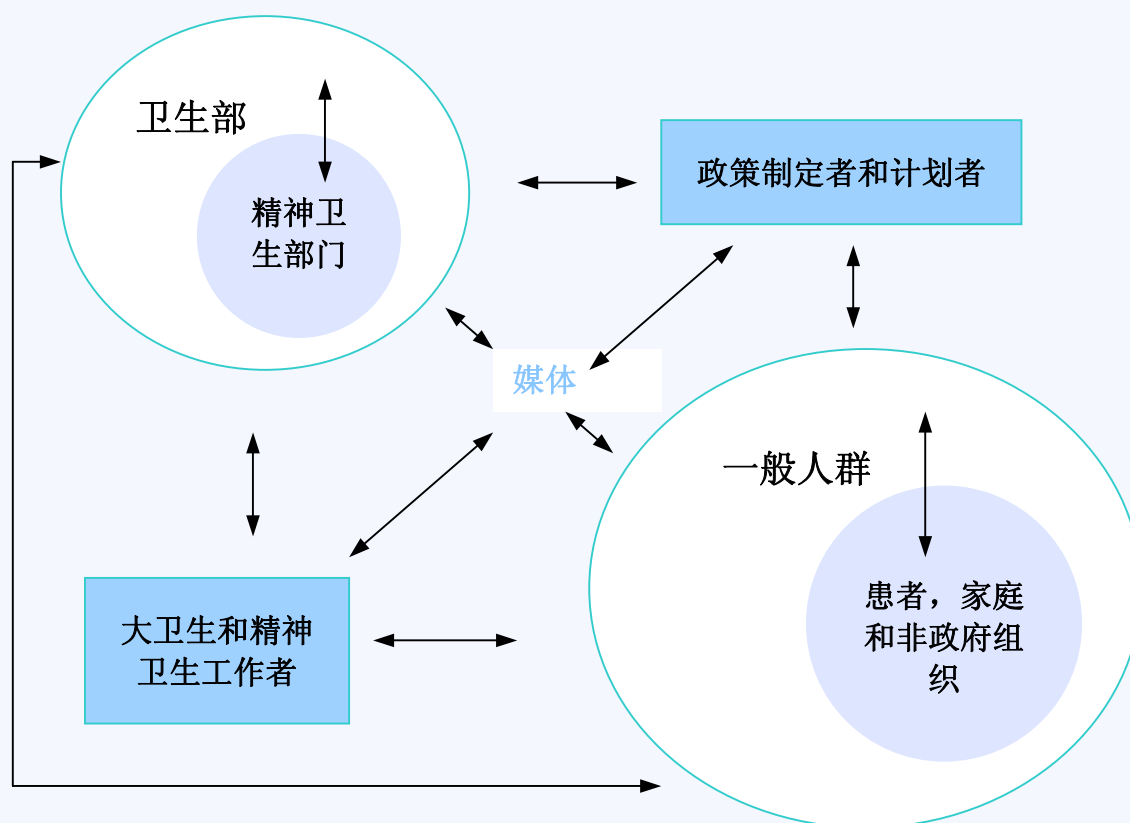 卫生部
精神卫
生部门
政策制定者和计划者
媒体
一般人群
患者，家庭
和非政府组
织
大卫生和精神
卫生工作者